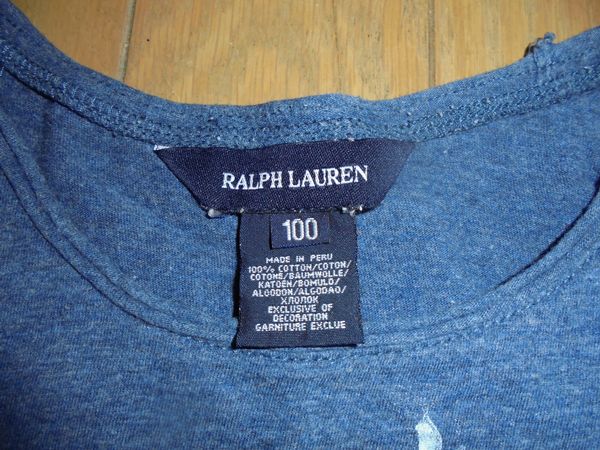 RALPH LAUREN
100
MADE IN PERU
100% COTTON/COTON/
COTONE/BAUMWOLLE/
KATOEN/BOMULD/
ALGODON/ALGODAO/
ХЛОПОК
EXCLUSIVE OF
DECORATION
GARNITURE EXCLUE